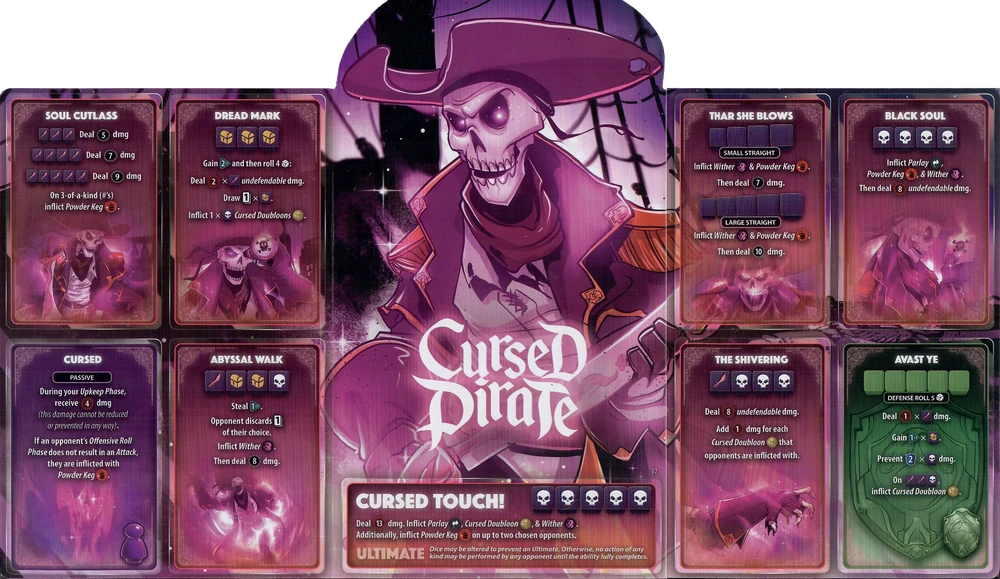 SOUL CUTLASS
Deal 5 dmg
Deal 7 dmg
Deal 9 dmg
On 3-of-a-kind (#'s)
inflict Powder Keg.
DREAD MARK
Gain 2 and then roll 4:
Deal 2 × undefendable dmg.
Draw 1 × .
Inflict 1 × Cursed Doubloons.
CURSED
PASSIVE
During your Upkeep Phase,
receive 4 dmg
(this damage cannot be reduced
or prevented in any way).
If an opponent's Offensive Roll
Phase does not result in an Attack,
they are inflicted with
Powder Keg.
ABYSSAL WALK
Steal 1.
Opponent discards 1
of their choice.
Inflict Wither.
Then deal 8 dmg.
Cursed
Pirate
CURSED TOUCH!
Deal 13 dmg. Inflict Parlay, Cursed Doubloon, & Wither.
Additionally, inflict Powder Keg on up to two chosen opponents.
ULTIMATE
Dice may be altered to prevent an Ultimate. Otherwise, no action of any
kind may be performed by any opponent until the ability fully completes.
THAR SHE BLOWS
SMALL STRAIGHT
Inflict Wither & Powder Keg.
Then deal 7 dmg.
LARGE STRAIGHT
Inflict Wither & Powder Keg.
Then deal 10 dmg.
BLACK SOUL
Inflict Parlay,
Powder Keg & Wither.
Then deal 8 undefendable dmg.
THE SHIVERING
Deal 8 undefendable dmg.
Add 1 dmg for each
Cursed Doubloon that
opponents are inflicted with.
AVAST YE
DEFENSE ROLL 5
Deal 1 × dmg.
Gain 1 × .
Prevent 2 × dmg.
On
inflict Cursed Doubloon.